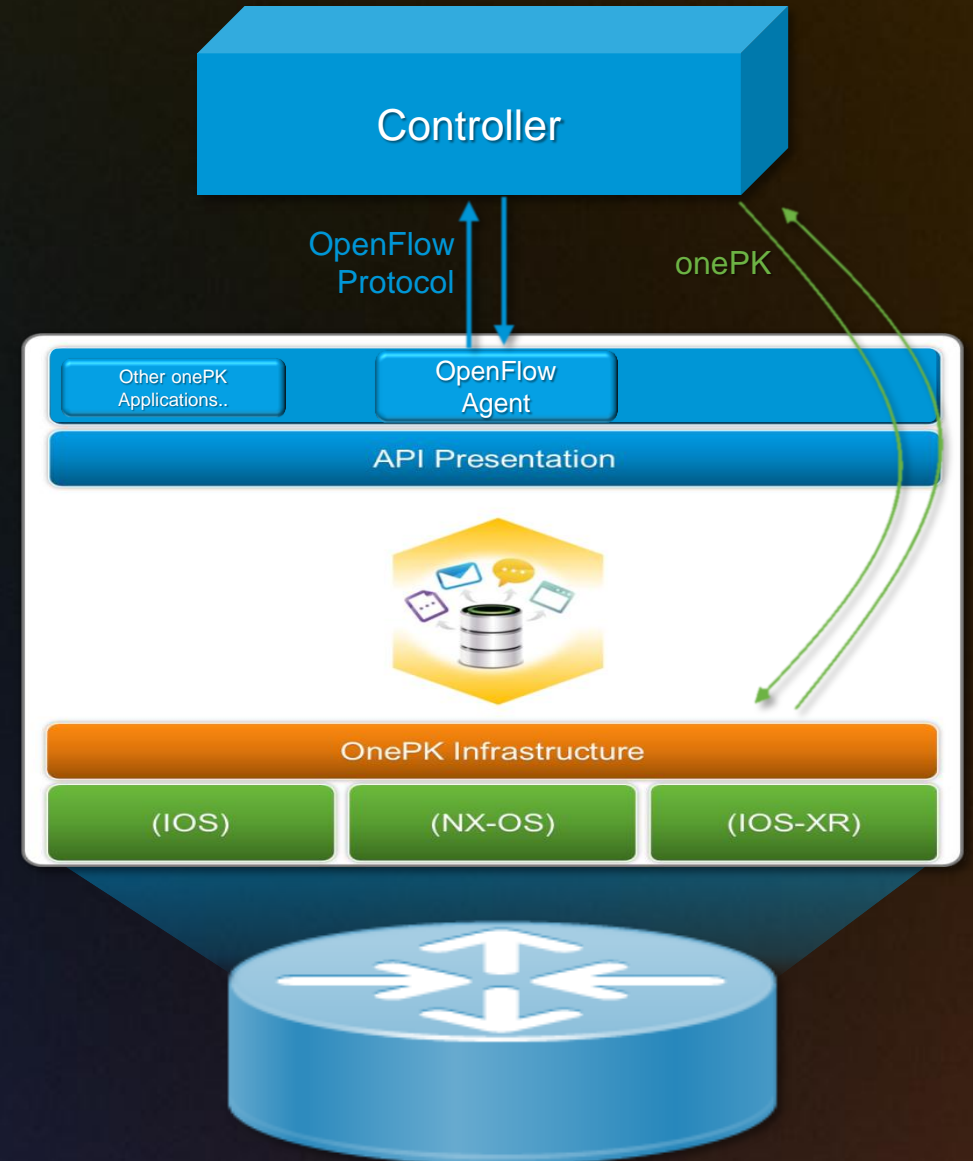 Controller
OpenFlow
Protocol
onePK
Other onePK
Applications..
OpenFlow
Agent
API Presentation
OnePK Infrastructure
(IOS)
(NX-OS)
(IOS-XR)